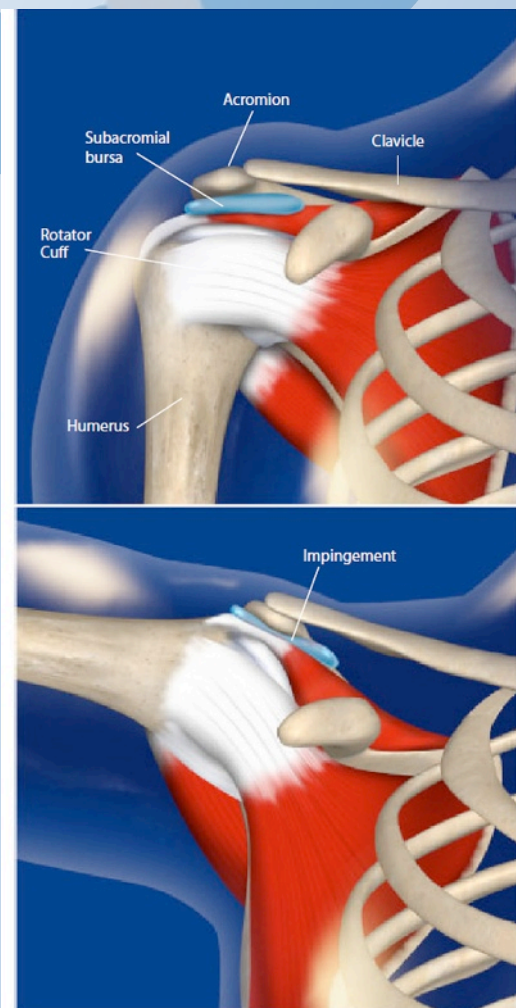 Acromion
Subacromial
bursa
Clavicle
Rotator
Cuff
Humerus
Impingement